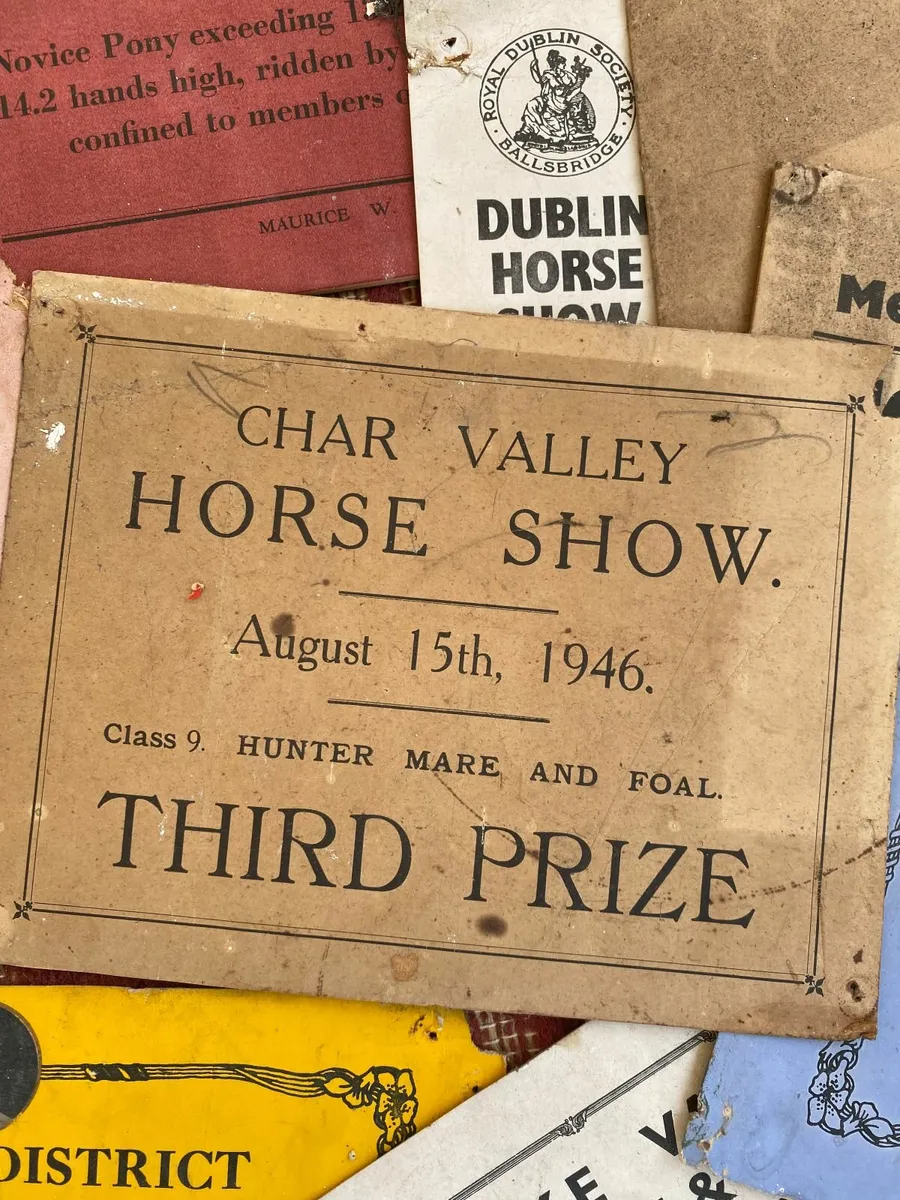 Novice Pony exceeding
14.2 hands high, ridden by
confined to members
MAURICE W.
ROYAL DUBLIN SOCIETY
· BALLSBRIDGE ·
DUBLIN
HORSE
SHOW
CHAR VALLEY
HORSE SHOW.
August 15th, 1946.
Class 9. HUNTER MARE AND FOAL.
THIRD PRIZE
DISTRICT